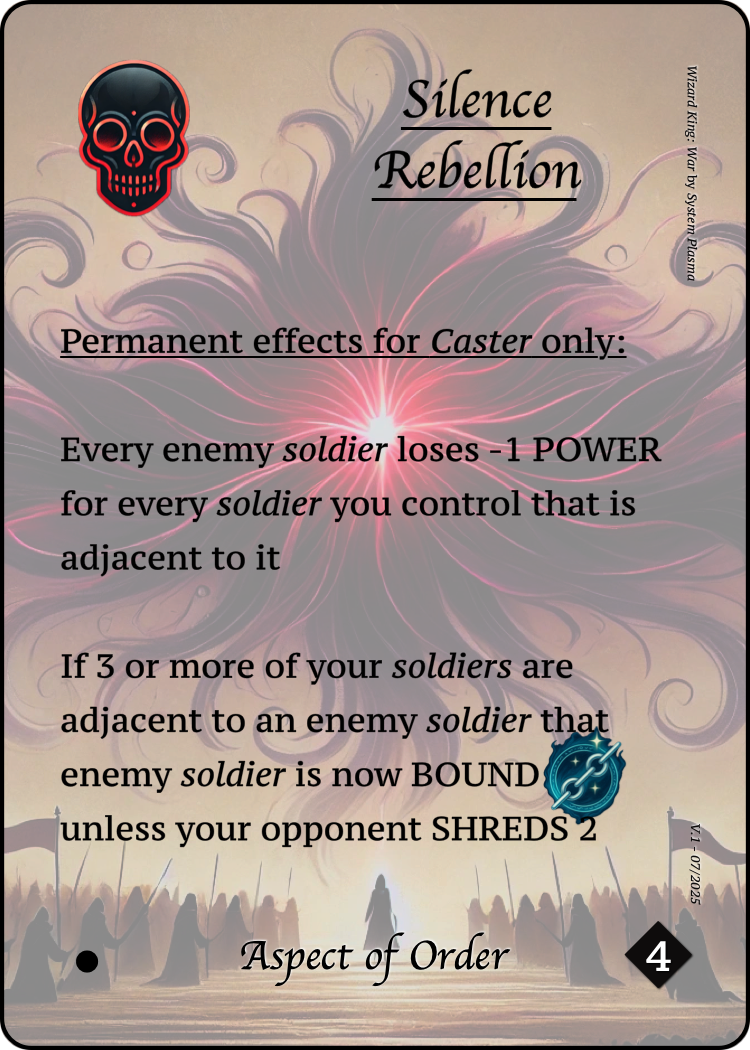 Silence
Rebellion
Wizard King: War by System Plasma
Permanent effects for Caster only:
Every enemy soldier loses -1 POWER
for every soldier you control that is
adjacent to it
If 3 or more of your soldiers are
adjacent to an enemy soldier that
enemy soldier is now BOUND
unless your opponent SHREDS 2
V.1 - 07/2025
Aspect of Order
4